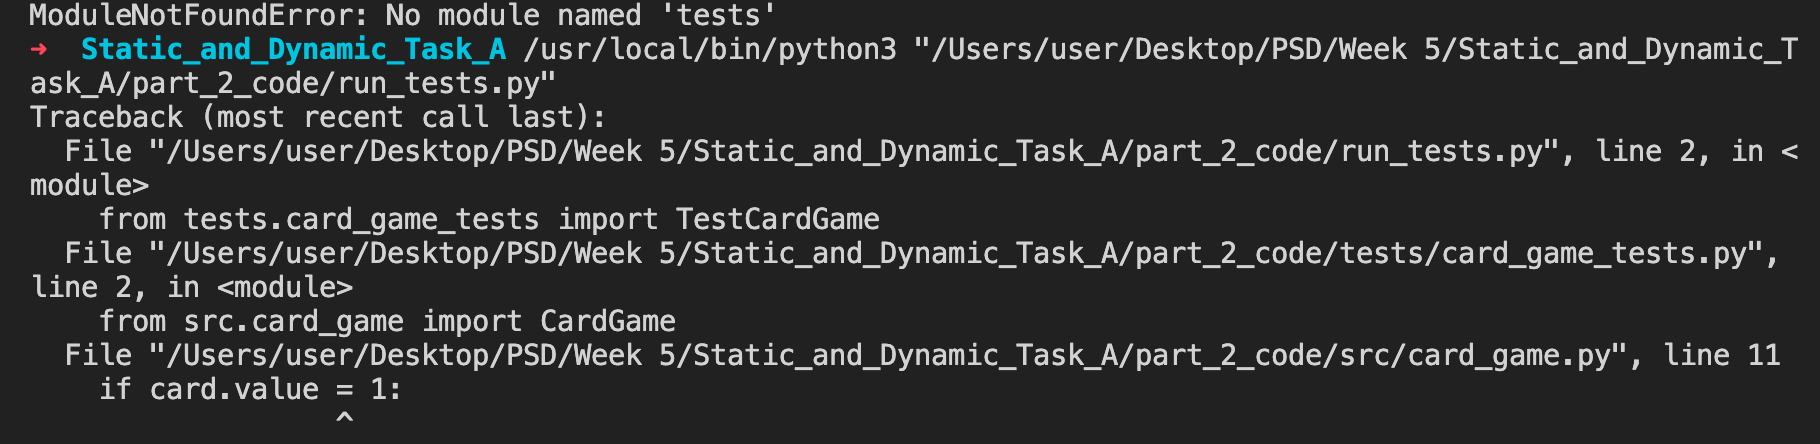 ModuleNotFoundError: No module named 'tests'
➜  Static_and_Dynamic_Task_A /usr/local/bin/python3 "/Users/user/Desktop/PSD/Week 5/Static_and_Dynamic_T
ask_A/part_2_code/run_tests.py"
Traceback (most recent call last):
  File "/Users/user/Desktop/PSD/Week 5/Static_and_Dynamic_Task_A/part_2_code/run_tests.py", line 2, in <
module>
    from tests.card_game_tests import TestCardGame
  File "/Users/user/Desktop/PSD/Week 5/Static_and_Dynamic_Task_A/part_2_code/tests/card_game_tests.py",
line 2, in <module>
    from src.card_game import CardGame
  File "/Users/user/Desktop/PSD/Week 5/Static_and_Dynamic_Task_A/part_2_code/src/card_game.py", line 11
    if card.value = 1:
                  ^